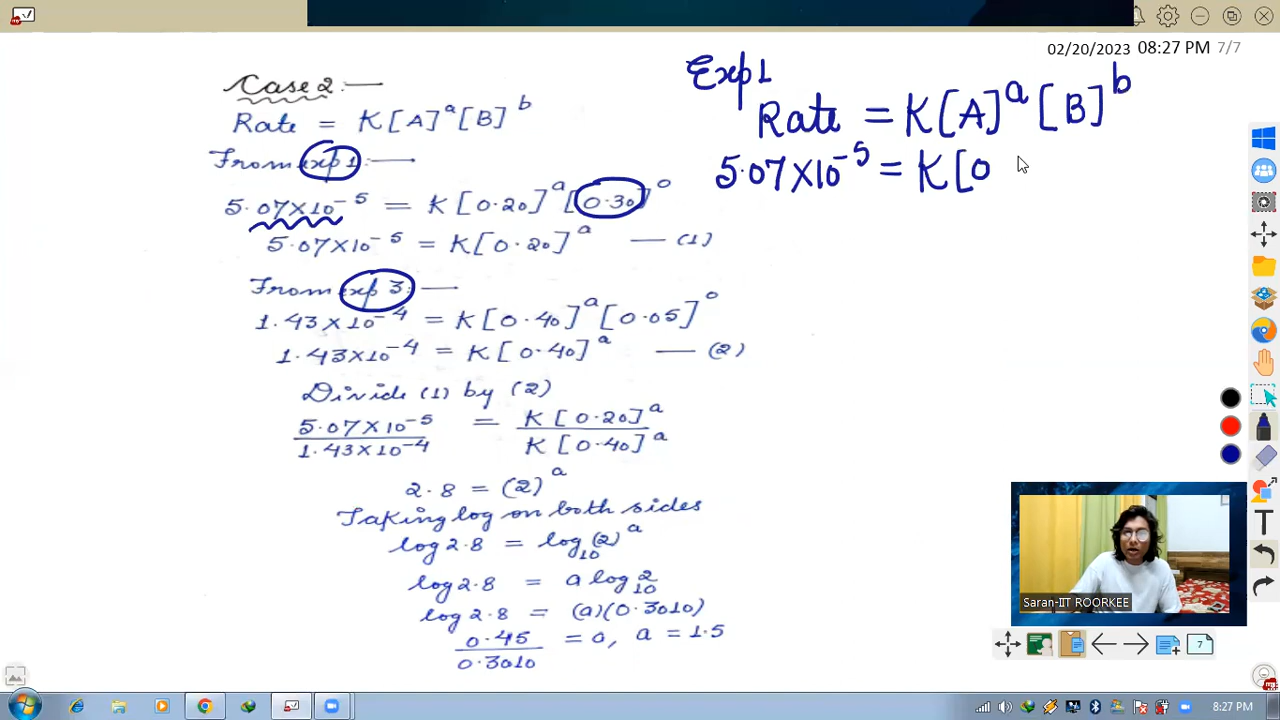 02/20/2023 08:27 PM 7/7
Case 2:—
Rate = K[A]^a[B]^b
From exp 1:—
5.07×10^-5 = K[0.20]^a[0.30]^0
5.07×10^-5 = K[0.20]^a —(1)
From exp 3:—
1.43×10^-4 = K[0.40]^a[0.05]^0
1.43×10^-4 = K[0.40]^a —(2)
Divide (1) by (2)
5.07×10^-5 = K[0.20]^a
1.43×10^-4 K[0.40]^a
2.8 = (2)^a
Taking log on both sides
log 2.8 = log10(2)^a
log 2.8 = a log10 2
log 2.8 = (a)(0.3010)
0.45 = a, a = 1.5
0.3010
Exp 1
Rate = K[A]^a[B]^b
5.07×10^-5 = K[0
Saran-IIT ROORKEE
7
8:27 PM